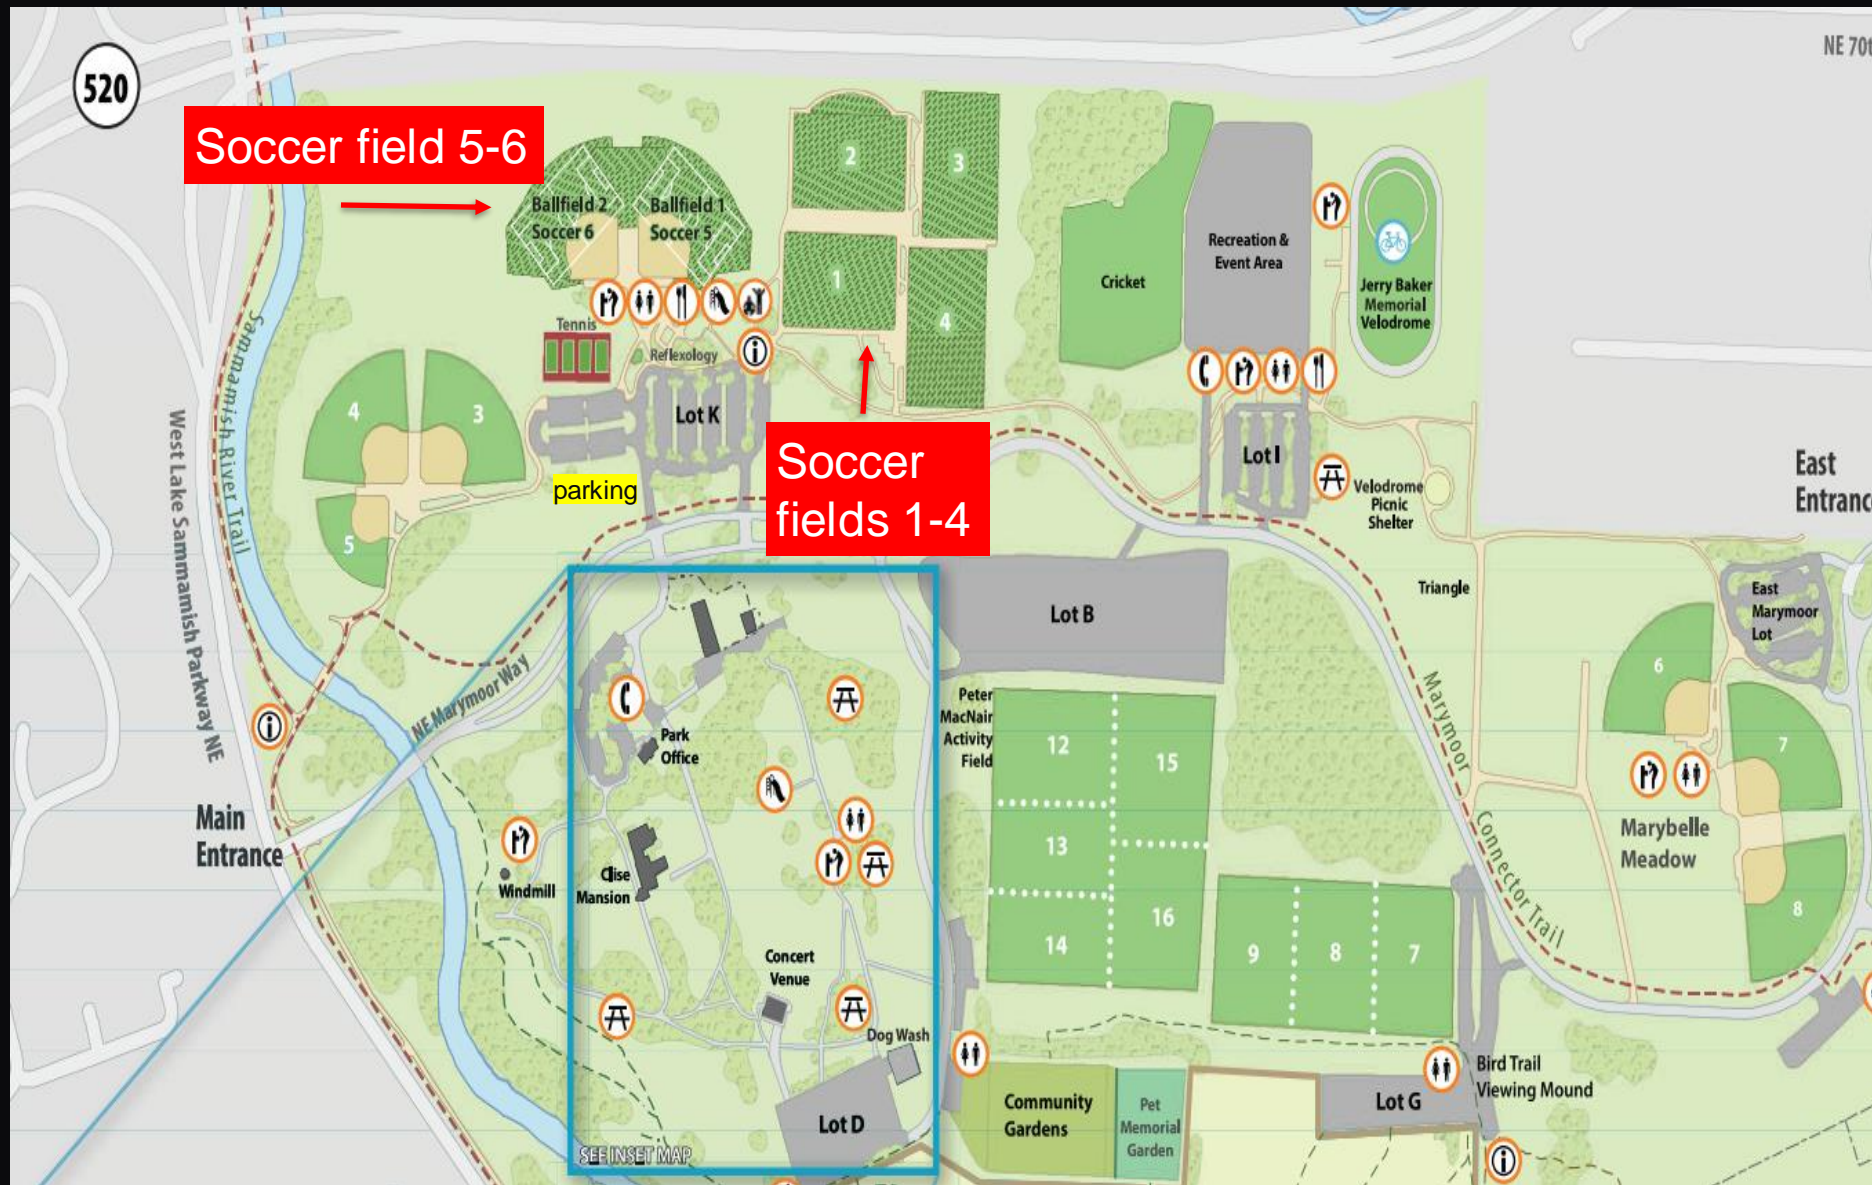 520
NE 70t
Soccer field 5-6
2
3
Ballfield 2
Soccer 6
Ballfield 1
Soccer 5
Recreation &
Event Area
1
Cricket
Jerry Baker
Memorial
Velodrome
Tennis
4
Reflexology
Sammamish River Trail
West Lake Sammamish Parkway NE
4
3
Lot K
Soccer
fields 1-4
Lot I
East
Entrance
parking
Velodrome
Picnic
Shelter
5
Triangle
East
Marymoor
Lot
Lot B
NE Marymoor Way
6
Marymoor
Connector Trail
Peter
MacNair
Activity
Field
Park
Office
12
15
7
Main
Entrance
13
Marybelle
Meadow
Clise
Mansion
Windmill
16
8
14
9
8
7
Concert
Venue
Dog Wash
Bird Trail
Viewing Mound
Community
Gardens
Pet
Memorial
Garden
Lot G
Lot D
SEE INSET MAP